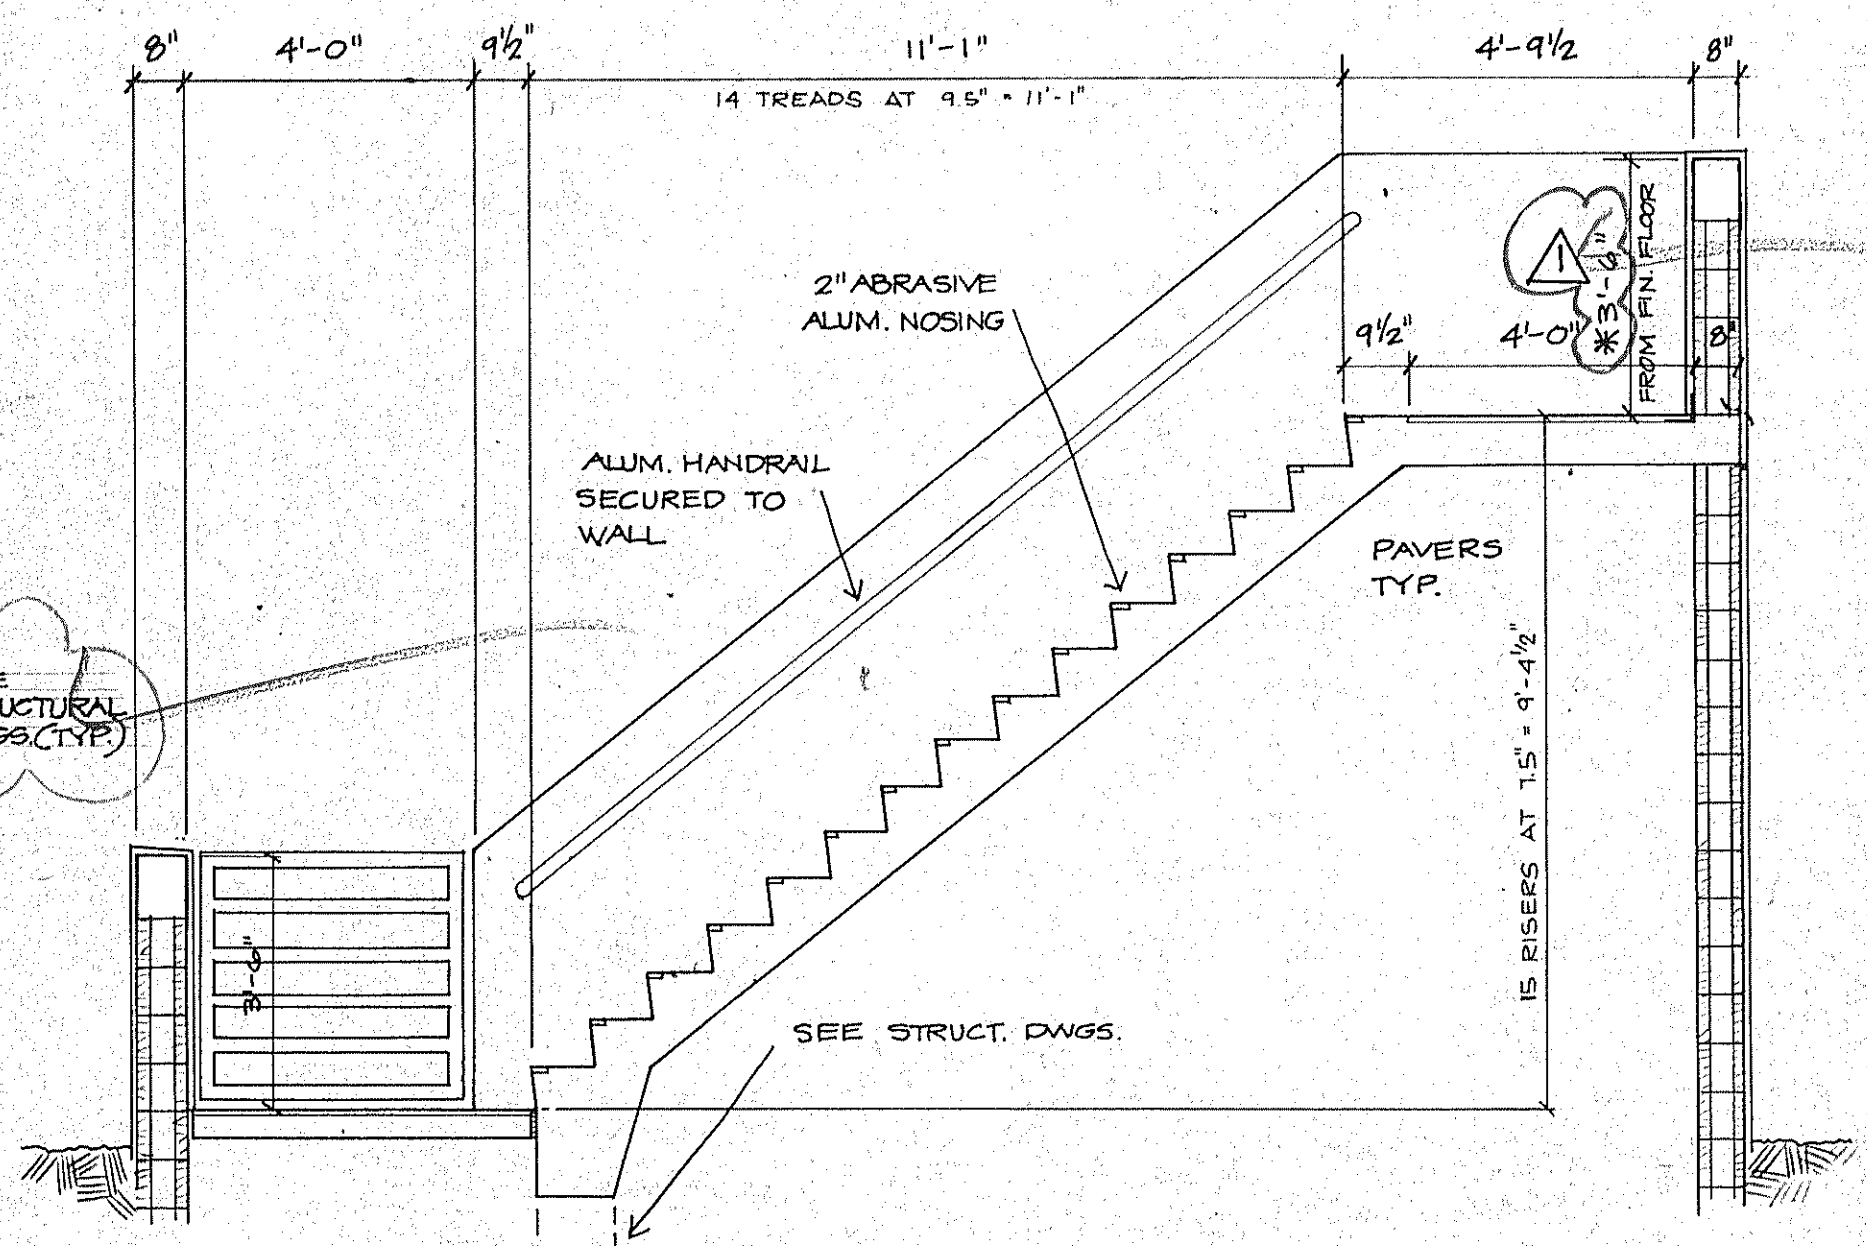 8" 4'-0" 9½" 11'-1" 4'-9½ 8"
14 TREADS AT 9.5" = 11'-1"
2" ABRASIVE
ALUM. NOSING
1
*3'-6"
FROM FIN. FLOOR
9½" 4'-0" 8"
ALUM. HANDRAIL
SECURED TO
WALL
PAVERS
TYP.
15 RISERS AT 7.5" = 9'-4½"
UCTURAL
GS. (TYP.)
3'-6"
SEE STRUCT. DWGS.